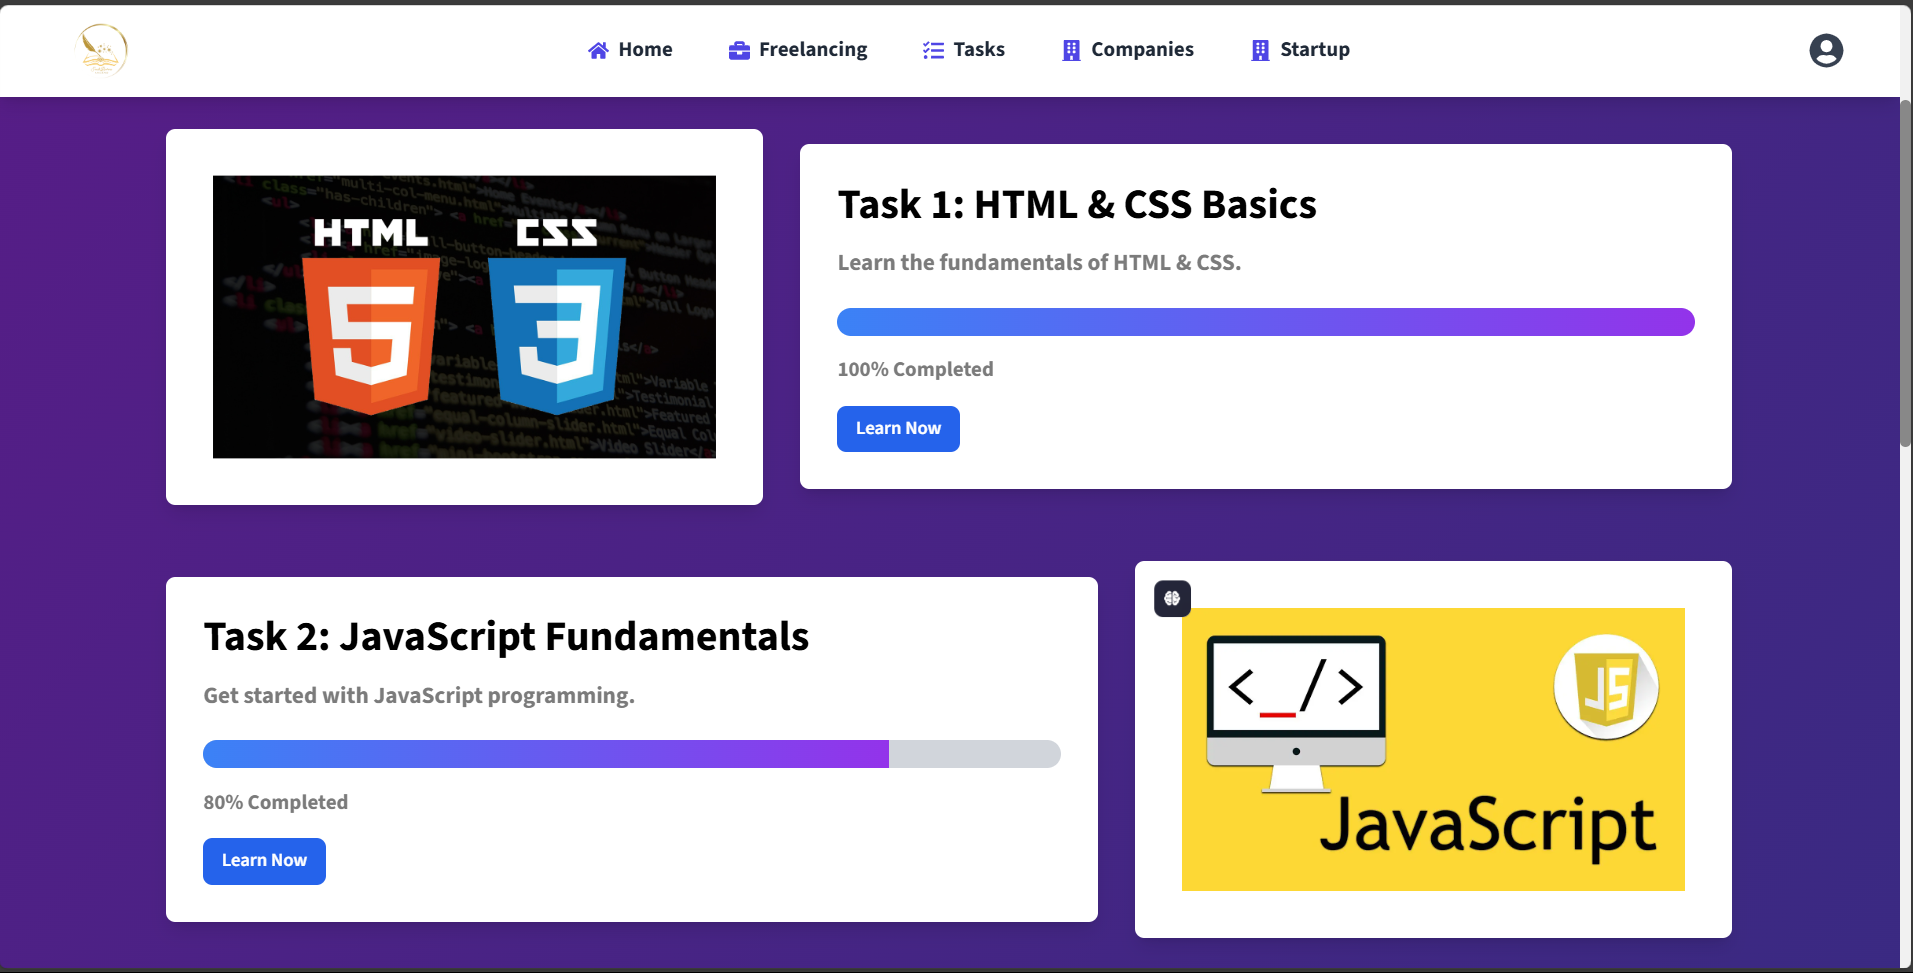 Home
Freelancing
Tasks
Companies
Startup
HTML
CSS
Task 1: HTML & CSS Basics
Learn the fundamentals of HTML & CSS.
100% Completed
Learn Now
Task 2: JavaScript Fundamentals
Get started with JavaScript programming.
80% Completed
Learn Now
<_/>
JS
JavaScript